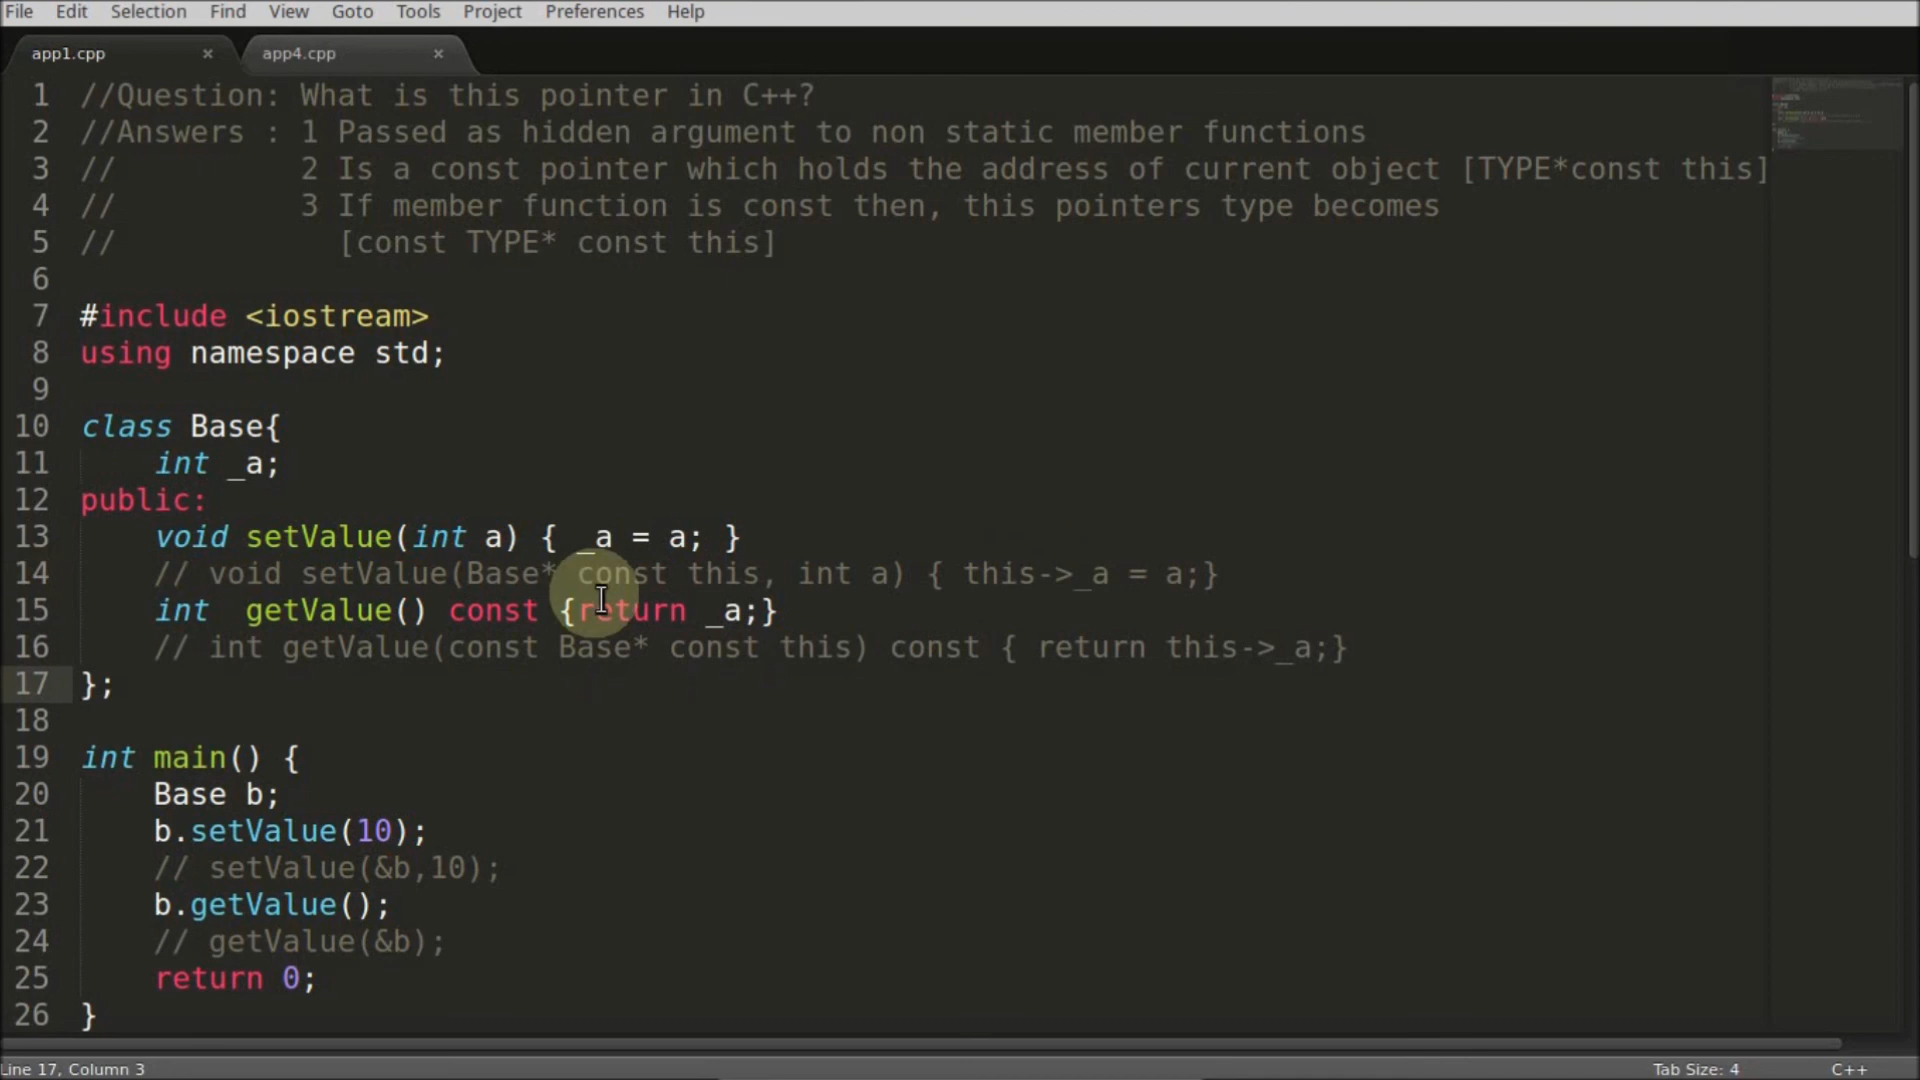 File Edit Selection Find View Goto Tools Project Preferences Help
app1.cpp × app4.cpp ×
1 //Question: What is this pointer in C++?
2 //Answers : 1 Passed as hidden argument to non static member functions
3 //          2 Is a const pointer which holds the address of current object [TYPE*const this]
4 //          3 If member function is const then, this pointers type becomes
5 //            [const TYPE* const this]
6
7 #include <iostream>
8 using namespace std;
9
10 class Base{
11     int _a;
12 public:
13     void setValue(int a) { _a = a; }
14     // void setValue(Base* const this, int a) { this->_a = a;}
15     int  getValue() const {return _a;}
16     // int getValue(const Base* const this) const { return this->_a;}
17 };
18
19 int main() {
20     Base b;
21     b.setValue(10);
22     // setValue(&b,10);
23     b.getValue();
24     // getValue(&b);
25     return 0;
26 }
Line 17, Column 3 Tab Size: 4 C++